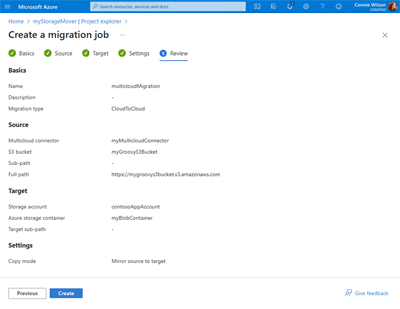 Microsoft Azure
Search resources, services, and docs
Connie Wilson
CONTOSO
Home > myStorageMover | Project explorer >
Create a migration job ...
Basics Source Target Settings 5 Review
Basics
Name multicloudMigration
Description -
Migration type CloudToCloud
Source
Multicloud connector myMulticloudConnector
S3 bucket myGroovyS3Bucket
Sub-path -
Full path https://mygroovys3bucket.s3.amazonaws.com
Target
Storage account contosoAppAccount
Azure storage container myBlobContainer
Target sub-path -
Settings
Copy mode Mirror source to target
Previous Create Give feedback